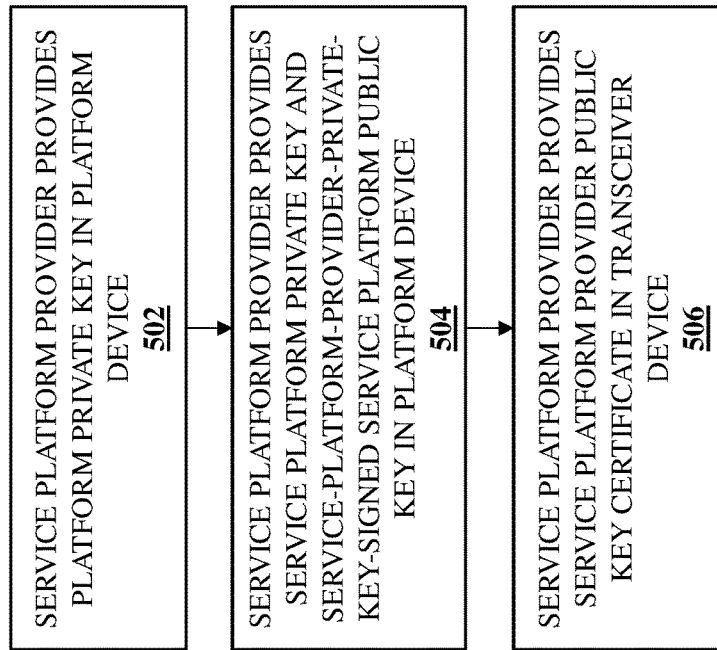 SERVICE PLATFORM PROVIDER PROVIDES
PLATFORM PRIVATE KEY IN PLATFORM
DEVICE
502
SERVICE PLATFORM PROVIDER PROVIDES
SERVICE PLATFORM PRIVATE KEY AND
SERVICE-PLATFORM-PROVIDER-PRIVATE-
KEY-SIGNED SERVICE PLATFORM PUBLIC
KEY IN PLATFORM DEVICE
504
SERVICE PLATFORM PROVIDER PROVIDES
SERVICE PLATFORM PROVIDER PUBLIC
KEY CERTIFICATE IN TRANSCEIVER
DEVICE
506